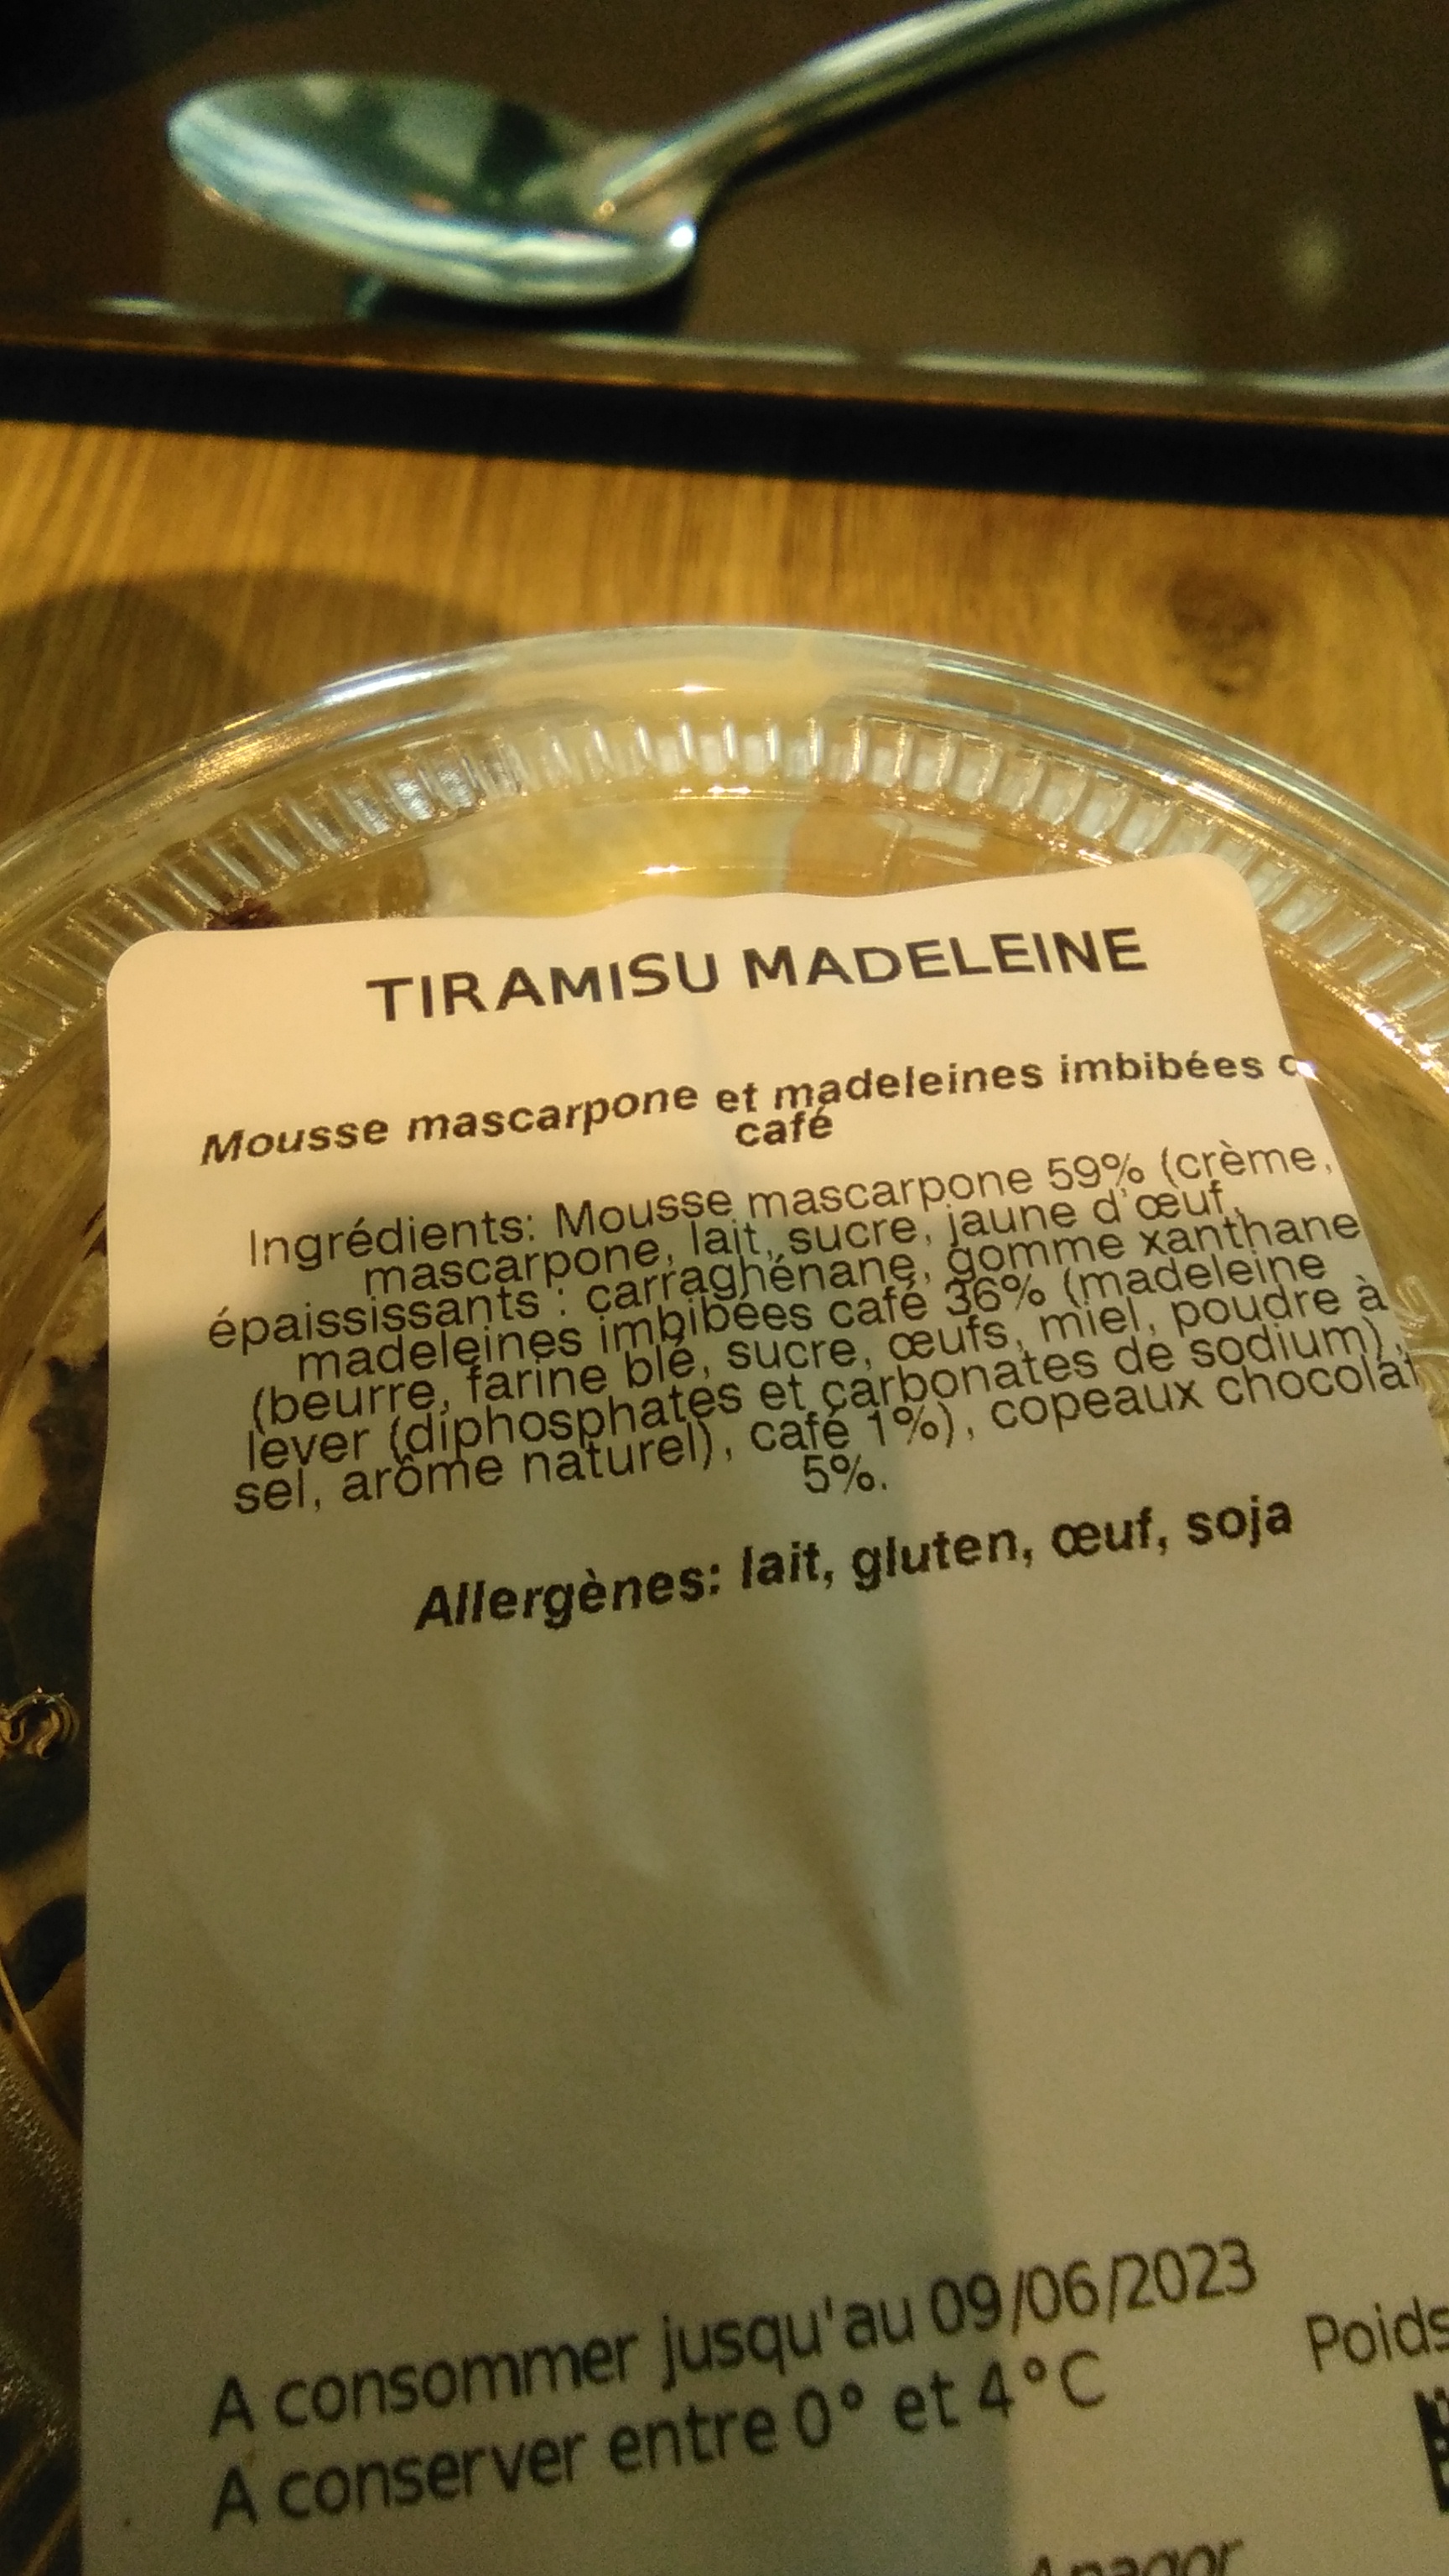 TIRAMISU MADELEINE
Mousse mascarpone et madeleines imbibées
café
Ingrédients: Mousse mascarpone 59% (crème,
mascarpone, lait, sucre, jaune d'œuf,
épaississants : carraghénane, gomme xanthane
madeleines imbibées café 36% (madeleine
(beurre, farine blé, sucre, œufs, miel, poudre à
lever (diphosphates et carbonates de sodium),
sel, arôme naturel), café 1%), copeaux chocolat
5%.
Allergènes: lait, gluten, œuf, soja
A consommer jusqu'au 09/06/2023
Poids
A conserver entre 0° et 4°C